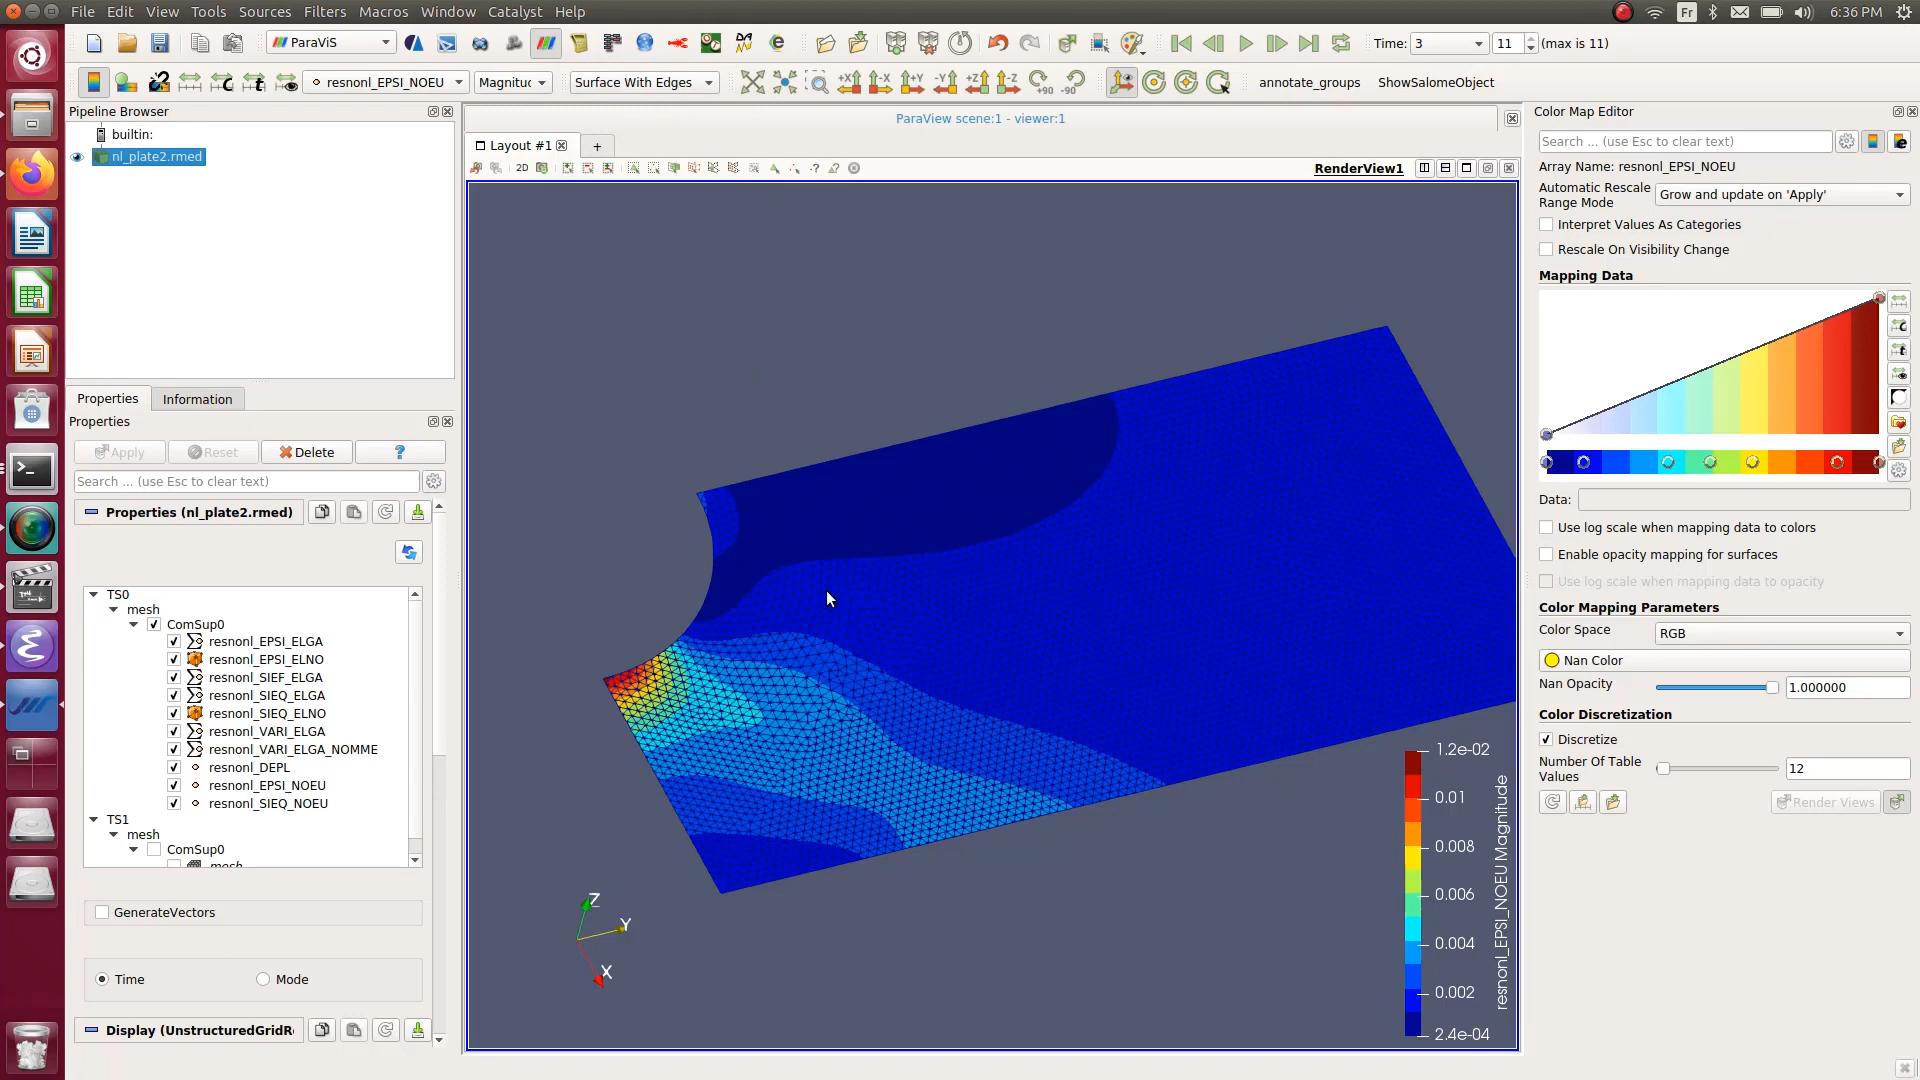 File Edit View Tools Sources Filters Macros Window Catalyst Help
Fr
6:36 PM
ParaViS
Time: 3
11
(max is 11)
resnonl_EPSI_NOEU
Magnituc
Surface With Edges
+X
-X
+Y
-Y
+Z
-Z
+90
-90
annotate_groups
ShowSalomeObject
Pipeline Browser
builtin:
nl_plate2.rmed
Properties
Information
Properties
Apply
Reset
Delete
?
Search ... (use Esc to clear text)
Properties (nl_plate2.rmed)
TS0
mesh
ComSup0
resnonl_EPSI_ELGA
resnonl_EPSI_ELNO
resnonl_SIEF_ELGA
resnonl_SIEQ_ELGA
resnonl_SIEQ_ELNO
resnonl_VARI_ELGA
resnonl_VARI_ELGA_NOMME
resnonl_DEPL
resnonl_EPSI_NOEU
resnonl_SIEQ_NOEU
TS1
mesh
ComSup0
mesh
GenerateVectors
Time
Mode
Display (UnstructuredGridR
ParaView scene:1 - viewer:1
Layout #1
+
2D
RenderView1
Z
Y
X
1.2e-02
0.01
0.008
0.006
0.004
0.002
2.4e-04
resnonl_EPSI_NOEU Magnitude
Color Map Editor
Search ... (use Esc to clear text)
Array Name: resnonl_EPSI_NOEU
Automatic Rescale
Range Mode
Grow and update on 'Apply'
Interpret Values As Categories
Rescale On Visibility Change
Mapping Data
Data:
Use log scale when mapping data to colors
Enable opacity mapping for surfaces
Use log scale when mapping data to opacity
Color Mapping Parameters
Color Space
RGB
Nan Color
Nan Opacity
1.000000
Color Discretization
Discretize
Number Of Table
Values
12
Render Views